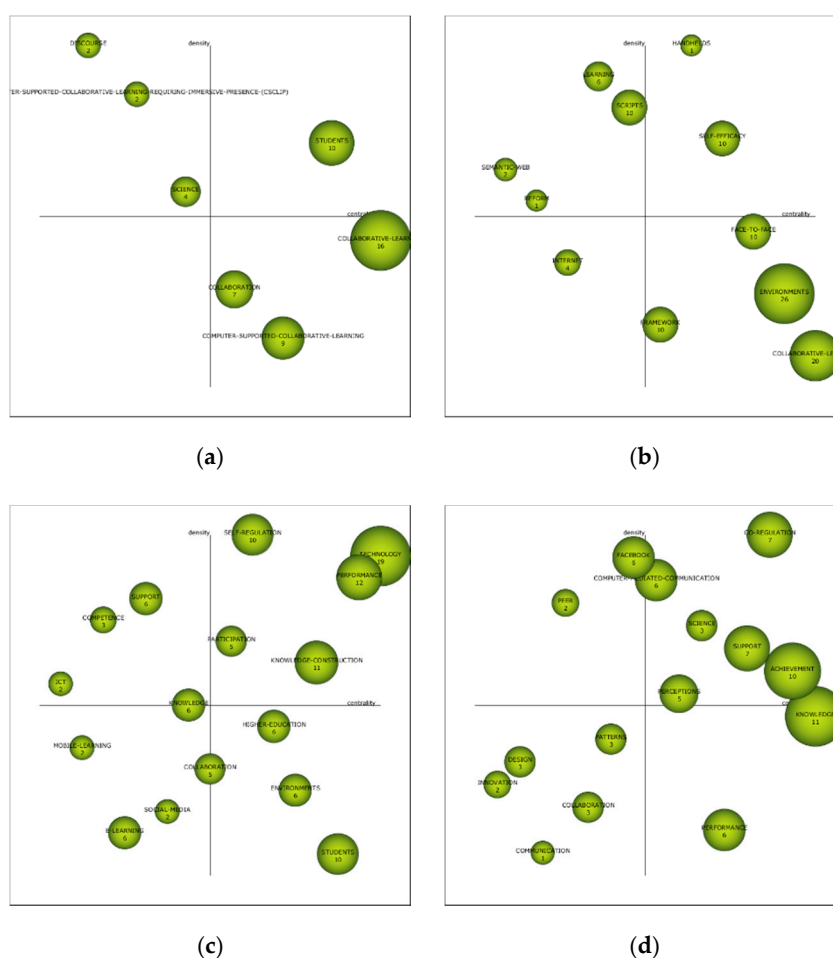 density
DISCOURSE
2
TER-SUPPORTED-COLLABORATIVE-LEARNING-REQUIRING-IMMERSIVE-PRESENCE-(CSCLIP)
2
STUDENTS
10
SCIENCE
4
centrality
COLLABORATIVE-LEARN
16
COLLABORATION
7
COMPUTER-SUPPORTED-COLLABORATIVE-LEARNING
9
(a)
density
HANDHELDS
1
LEARNING
6
SCRIPTS
10
SELF-EFFICACY
10
SEMANTIC-WEB
2
REFORM
1
centrality
FACE-TO-FACE
10
INTERNET
4
ENVIRONMENTS
26
FRAMEWORK
10
COLLABORATIVE-LE
20
(b)
density
SELF-REGULATION
10
TECHNOLOGY
19
PERFORMANCE
12
SUPPORT
6
COMPETENCE
3
PARTICIPATION
5
KNOWLEDGE-CONSTRUCTION
11
ICT
2
KNOWLEDGE
6
centrality
HIGHER-EDUCATION
6
MOBILE-LEARNING
2
COLLABORATION
5
ENVIRONMENTS
6
SOCIAL-MEDIA
2
E-LEARNING
6
STUDENTS
10
(c)
density
CO-REGULATION
7
FACEBOOK
COMPUTER-MEDIATED-COMMUNICATION
6
PEER
2
SCIENCE
3
SUPPORT
7
ACHIEVEMENT
10
PERCEPTIONS
5
KNOWLEDGE
11
PATTERNS
3
DESIGN
3
INNOVATION
2
COLLABORATION
3
PERFORMANCE
6
COMMUNICATION
1
(d)